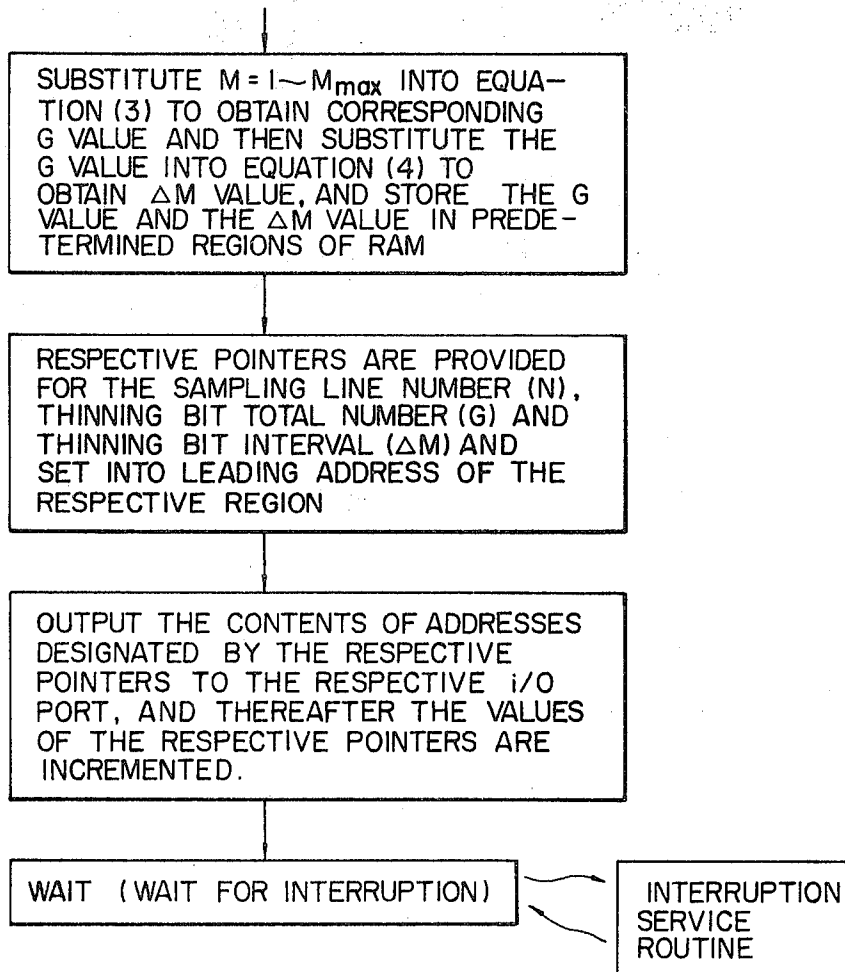 SUBSTITUTE M = 1~Mmax INTO EQUA-
TION (3) TO OBTAIN CORRESPONDING
G VALUE AND THEN SUBSTITUTE THE
G VALUE INTO EQUATION (4) TO
OBTAIN △M VALUE, AND STORE THE G
VALUE AND THE △M VALUE IN PREDE-
TERMINED REGIONS OF RAM
RESPECTIVE POINTERS ARE PROVIDED
FOR THE SAMPLING LINE NUMBER (N),
THINNING BIT TOTAL NUMBER (G) AND
THINNING BIT INTERVAL (△M) AND
SET INTO LEADING ADDRESS OF THE
RESPECTIVE REGION
OUTPUT THE CONTENTS OF ADDRESSES
DESIGNATED BY THE RESPECTIVE
POINTERS TO THE RESPECTIVE i/O
PORT, AND THEREAFTER THE VALUES
OF THE RESPECTIVE POINTERS ARE
INCREMENTED.
WAIT (WAIT FOR INTERRUPTION)
INTERRUPTION
SERVICE
ROUTINE